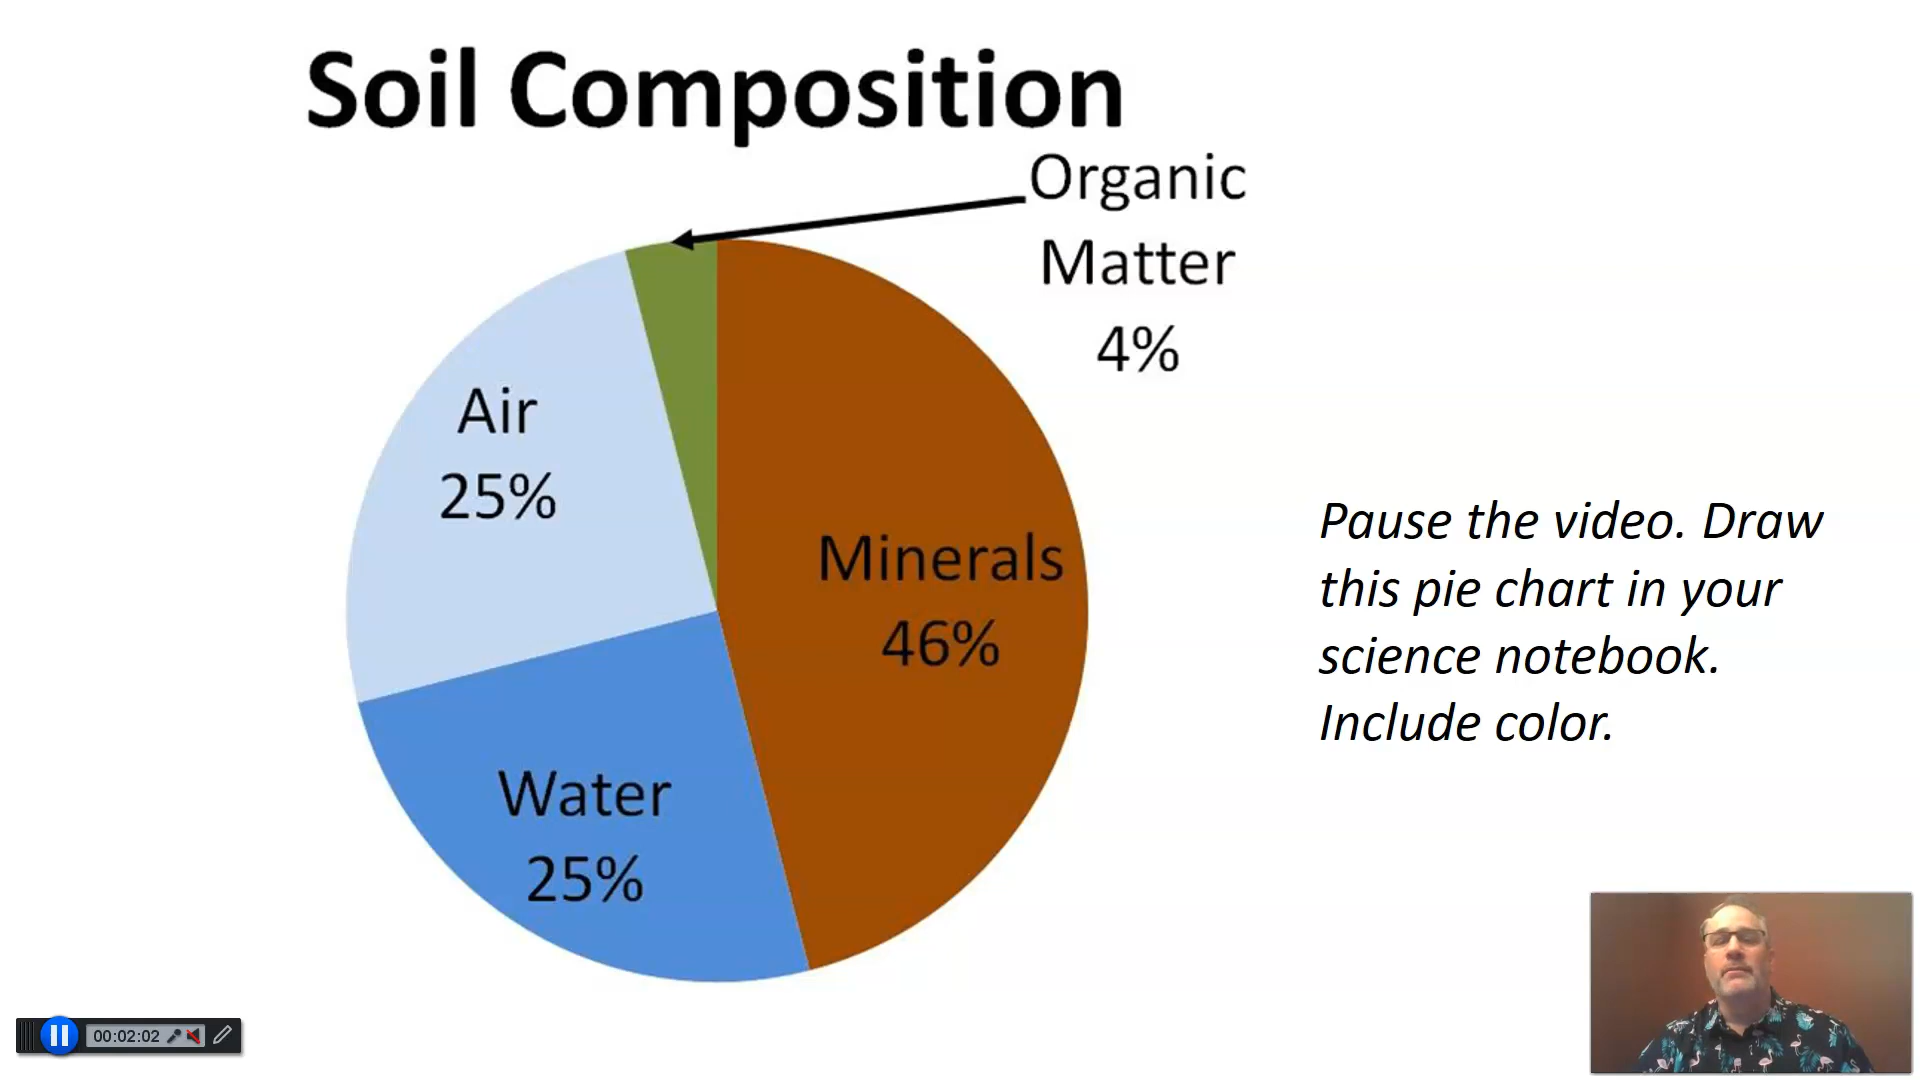 Soil Composition
Organic
Matter
4%
Air
25%
Minerals
46%
Water
25%
Pause the video. Draw
this pie chart in your
science notebook.
Include color.
00:02:02